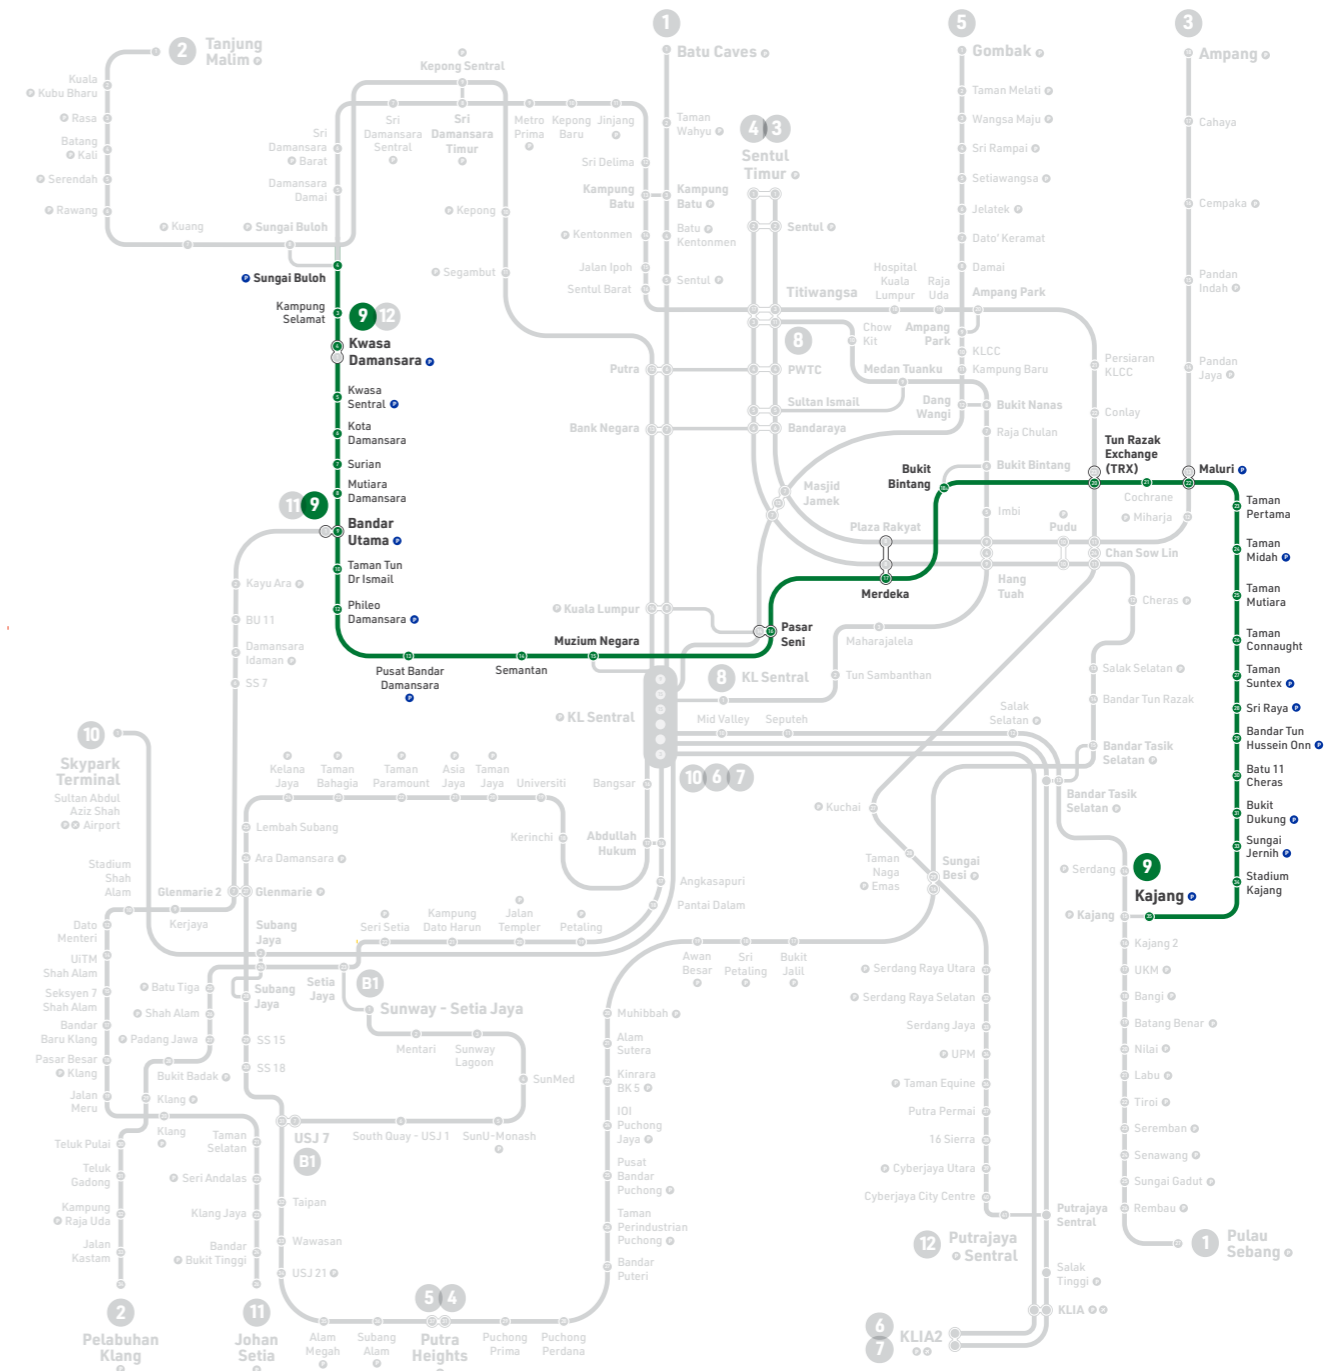 2
Tanjung
Malim P
Kuala
P Kubu Bharu
P Rasa
Batang
P Kali
P Serendah
P Rawang
P Kuang
P Sungai Buloh
P
Kepong Sentral
Sri
Damansara
P Barat
Damansara
Damai
Sri
Damansara
Sentral
P
Sri
Damansara
Timur
P
Metro
Prima
P
Kepong
Baru
Jinjang
P
P Kepong
P Segambut
Sri Delima
Kampung
Batu
P Kentonmen
Jalan Ipoh
Sentul Barat
1
Batu Caves P
Taman
Wahyu P
Kampung
Batu P
Batu P
Kentonmen
Sentul P
4 3
Sentul
Timur P
Sentul P
Titiwangsa
8
PWTC
Sultan Ismail
Bandaraya
Putra
Bank Negara
5
Gombak P
Taman Melati P
Wangsa Maju P
Sri Rampai P
Setiawangsa P
Jelatek P
Dato' Keramat
Damai
Ampang Park
Hospital
Kuala
Lumpur
Raja
Uda
Chow
Kit
Ampang
Park
KLCC
Kampung Baru
Medan Tuanku
Dang
Wangi
Bukit Nanas
Raja Chulan
Bukit Bintang
Imbi
Hang
Tuah
Persiaran
KLCC
Conlay
3
Ampang P
Cahaya
Cempaka P
Pandan
Indah P
Pandan
Jaya P
P Sungai Buloh
Kampung
Selamat
9 12
Kwasa
Damansara P
Kwasa
Sentral P
Kota
Damansara
Surian
Mutiara
Damansara
11 9
Bandar
Utama P
Taman Tun
Dr Ismail
Phileo
Damansara P
Pusat Bandar
Damansara
P
Semantan
Muzium Negara
Pasar
Seni
Merdeka
Plaza Rakyat
Masjid
Jamek
Bukit
Bintang
Tun Razak
Exchange
(TRX)
Cochrane
Maluri P
P Miharja
P
Pudu
Chan Sow Lin
Cheras P
Taman
Pertama
Taman
Midah P
Taman
Mutiara
Taman
Connaught
Taman
Suntex P
Sri Raya P
Bandar Tun
Hussein Onn P
Batu 11
Cheras
Bukit
Dukung P
Sungai
Jernih P
Stadium
Kajang
9
Kajang P
P Kuala Lumpur
Maharajalela
Tun Sambanthan
8 KL Sentral
P KL Sentral
10 6 7
Mid Valley
Seputeh
Salak
Selatan P
Salak Selatan P
Bandar Tun Razak
Bandar Tasik
Selatan P
Bandar Tasik
Selatan P
Kayu Ara P
BU 11
Damansara
Idaman P
SS 7
10
Skypark
Terminal
Sultan Abdul
Aziz Shah
P Airport
P
Kelana
Jaya
P
Taman
Bahagia
P
Taman
Paramount
P
Asia
Jaya
P
Taman
Jaya
Universiti
Kerinchi
Bangsar
Abdullah
Hukum
Angkasapuri
Pantai Dalam
Lembah Subang
Ara Damansara P
Stadium
Shah
Alam
Glenmarie 2
Glenmarie P
Kerjaya
Dato
Menteri
UiTM
Shah Alam
Seksyen 7
Shah Alam
Bandar
Baru Klang
Pasar Besar
P Klang
Jalan
Meru
Subang
Jaya
Subang
Jaya
P Batu Tiga
P Shah Alam
P Padang Jawa
Bukit Badak P
Klang P
Klang
P
P
Seri Setia
Kampung
Dato Harun
P
Jalan
Templer
P
Petaling
Setia
Jaya
B1
Sunway - Setia Jaya
Mentari
Sunway
Lagoon
SunMed
SunU-Monash
P
South Quay - USJ 1
USJ 7
B1
SS 15
SS 18
Taipan
Wawasan
USJ 21 P
Teluk Pulai
Teluk
Gadong
Kampung
P Raja Uda
Jalan
Kastam
2
Pelabuhan
Klang
P
Taman
Selatan
P Seri Andalas
Klang Jaya
Bandar
P Bukit Tinggi
11
Johan
Setia
P
Alam
Megah
P
Subang
Alam
P
5 4
Putra
Heights
Puchong
Prima
Puchong
Perdana
Muhibbah P
Alam
Sutera
Kinrara
BK 5 P
IOI
Puchong
Jaya P
Pusat
Bandar
Puchong P
Taman
Perindustrian
Puchong P
Bandar
Puteri
Awan
Besar
P
Sri
Petaling
P
Bukit
Jalil
P
P Kuchai
Taman
Naga
P Emas
Sungai
Besi P
P Serdang Raya Utara
P Serdang Raya Selatan
Serdang Jaya
P UPM
P Taman Equine
Putra Permai
16 Sierra
P Cyberjaya Utara
Cyberjaya City Centre
12
Putrajaya
P Sentral
Putrajaya
Sentral
Salak
Tinggi P
KLIA
6
7
KLIA2
P Serdang
P Kajang
Kajang 2
UKM P
Bangi P
Batang Benar P
Nilai P
Labu P
Tiroi P
Seremban P
Senawang P
Sungai Gadut P
Rembau P
1
Pulau
Sebang P